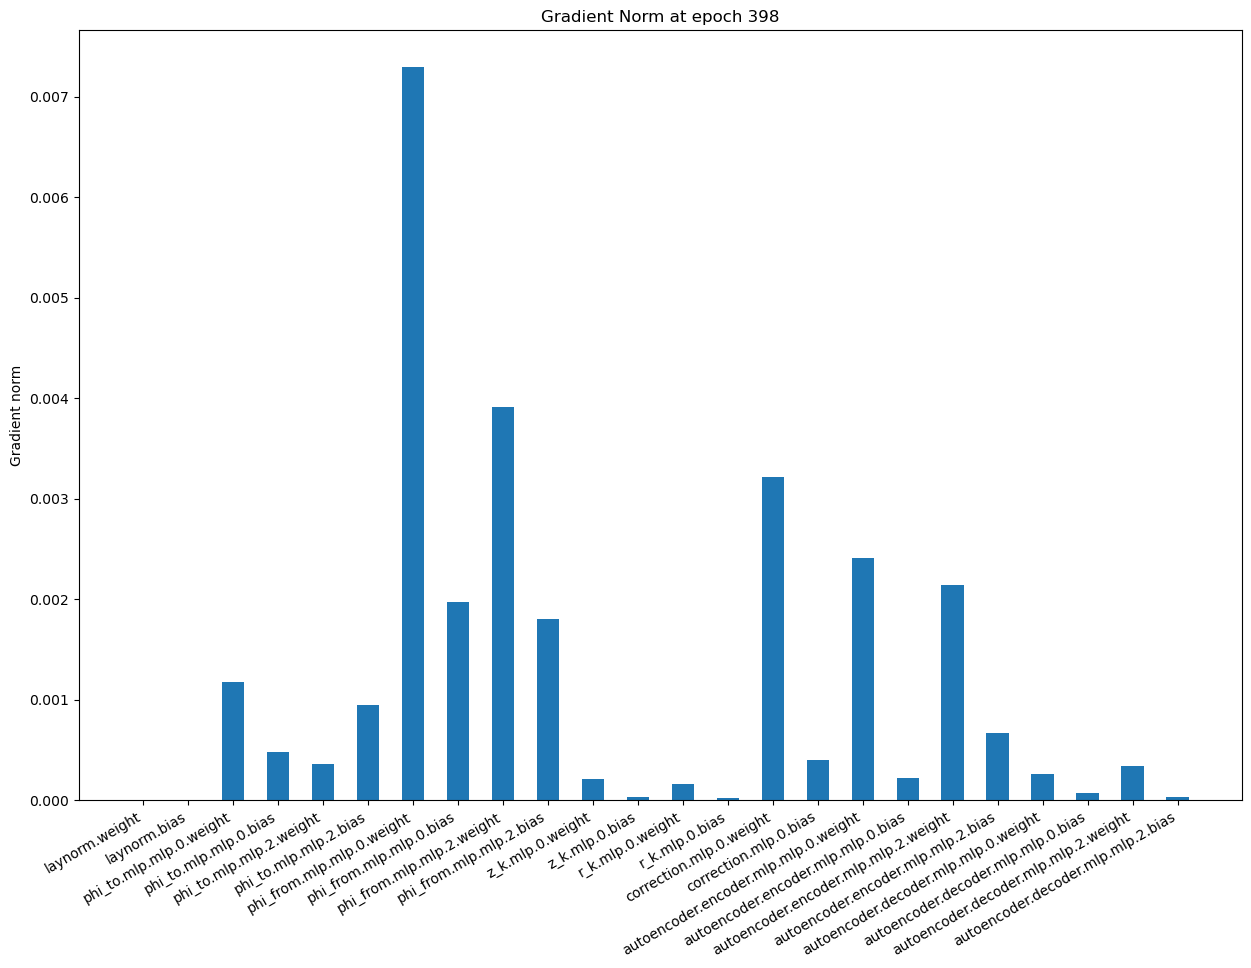 Gradient Norm at epoch 398
Gradient norm
0.007
0.006
0.005
0.004
0.003
0.002
0.001
0.000
laynorm.weight
laynorm.bias
phi_to.mlp.mlp.0.weight
phi_to.mlp.mlp.0.bias
phi_to.mlp.mlp.2.weight
phi_to.mlp.mlp.2.bias
phi_from.mlp.mlp.0.weight
phi_from.mlp.mlp.0.bias
phi_from.mlp.mlp.2.weight
phi_from.mlp.mlp.2.bias
z_k.mlp.0.weight
z_k.mlp.0.bias
r_k.mlp.0.weight
r_k.mlp.0.bias
correction.mlp.0.weight
correction.mlp.0.bias
autoencoder.encoder.mlp.mlp.0.weight
autoencoder.encoder.mlp.mlp.0.bias
autoencoder.encoder.mlp.mlp.2.weight
autoencoder.encoder.mlp.mlp.2.bias
autoencoder.decoder.mlp.mlp.0.weight
autoencoder.decoder.mlp.mlp.0.bias
autoencoder.decoder.mlp.mlp.2.weight
autoencoder.decoder.mlp.mlp.2.bias